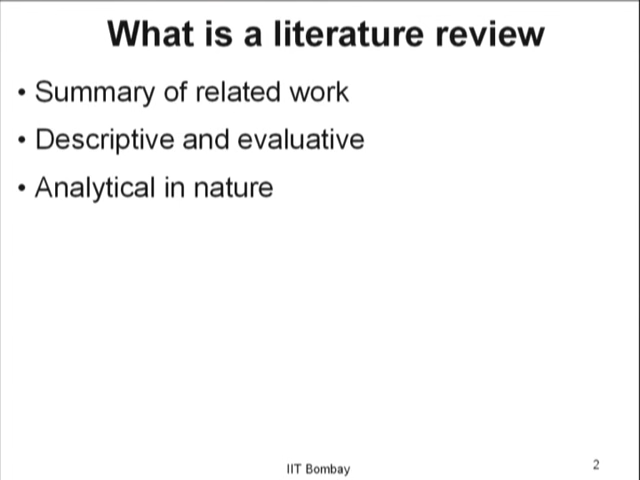 What is a literature review
• Summary of related work
• Descriptive and evaluative
• Analytical in nature
IIT Bombay
2